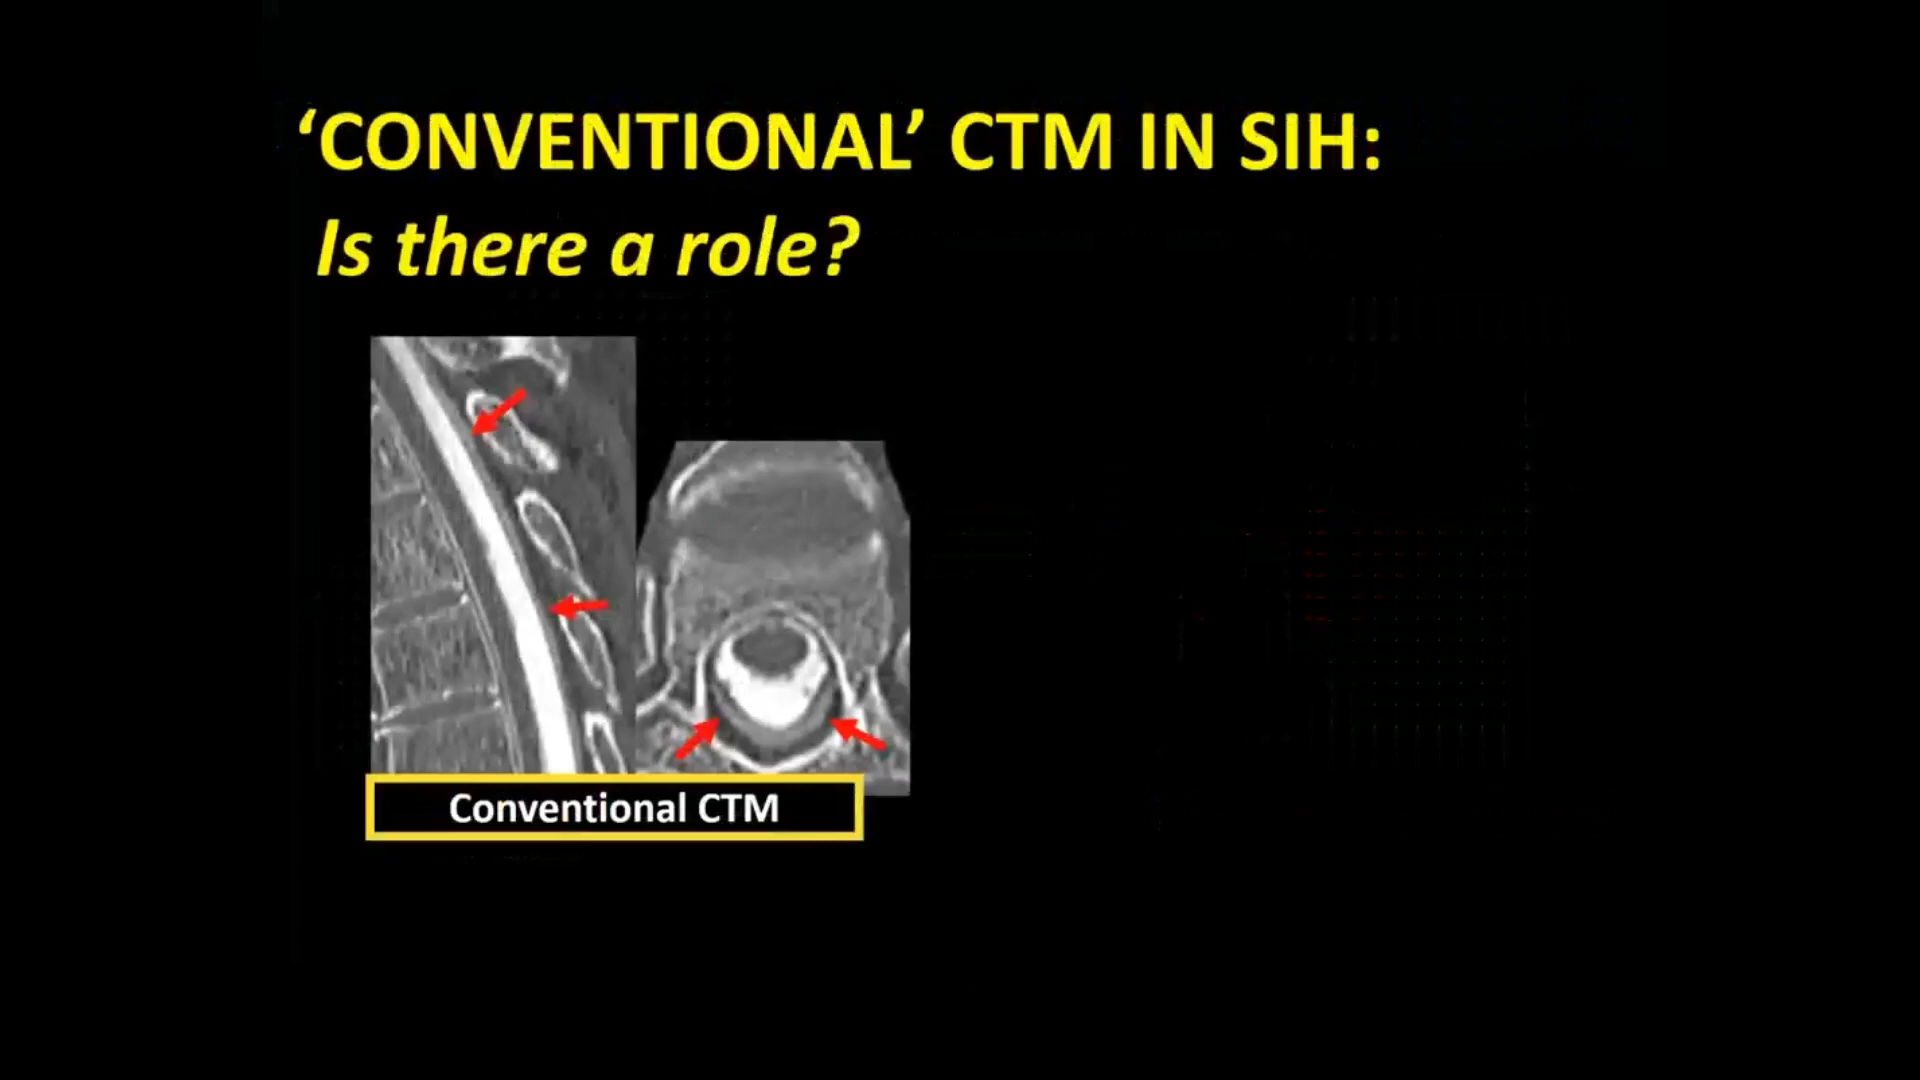 ‘CONVENTIONAL’ CTM IN SIH:
Is there a role?
Conventional CTM